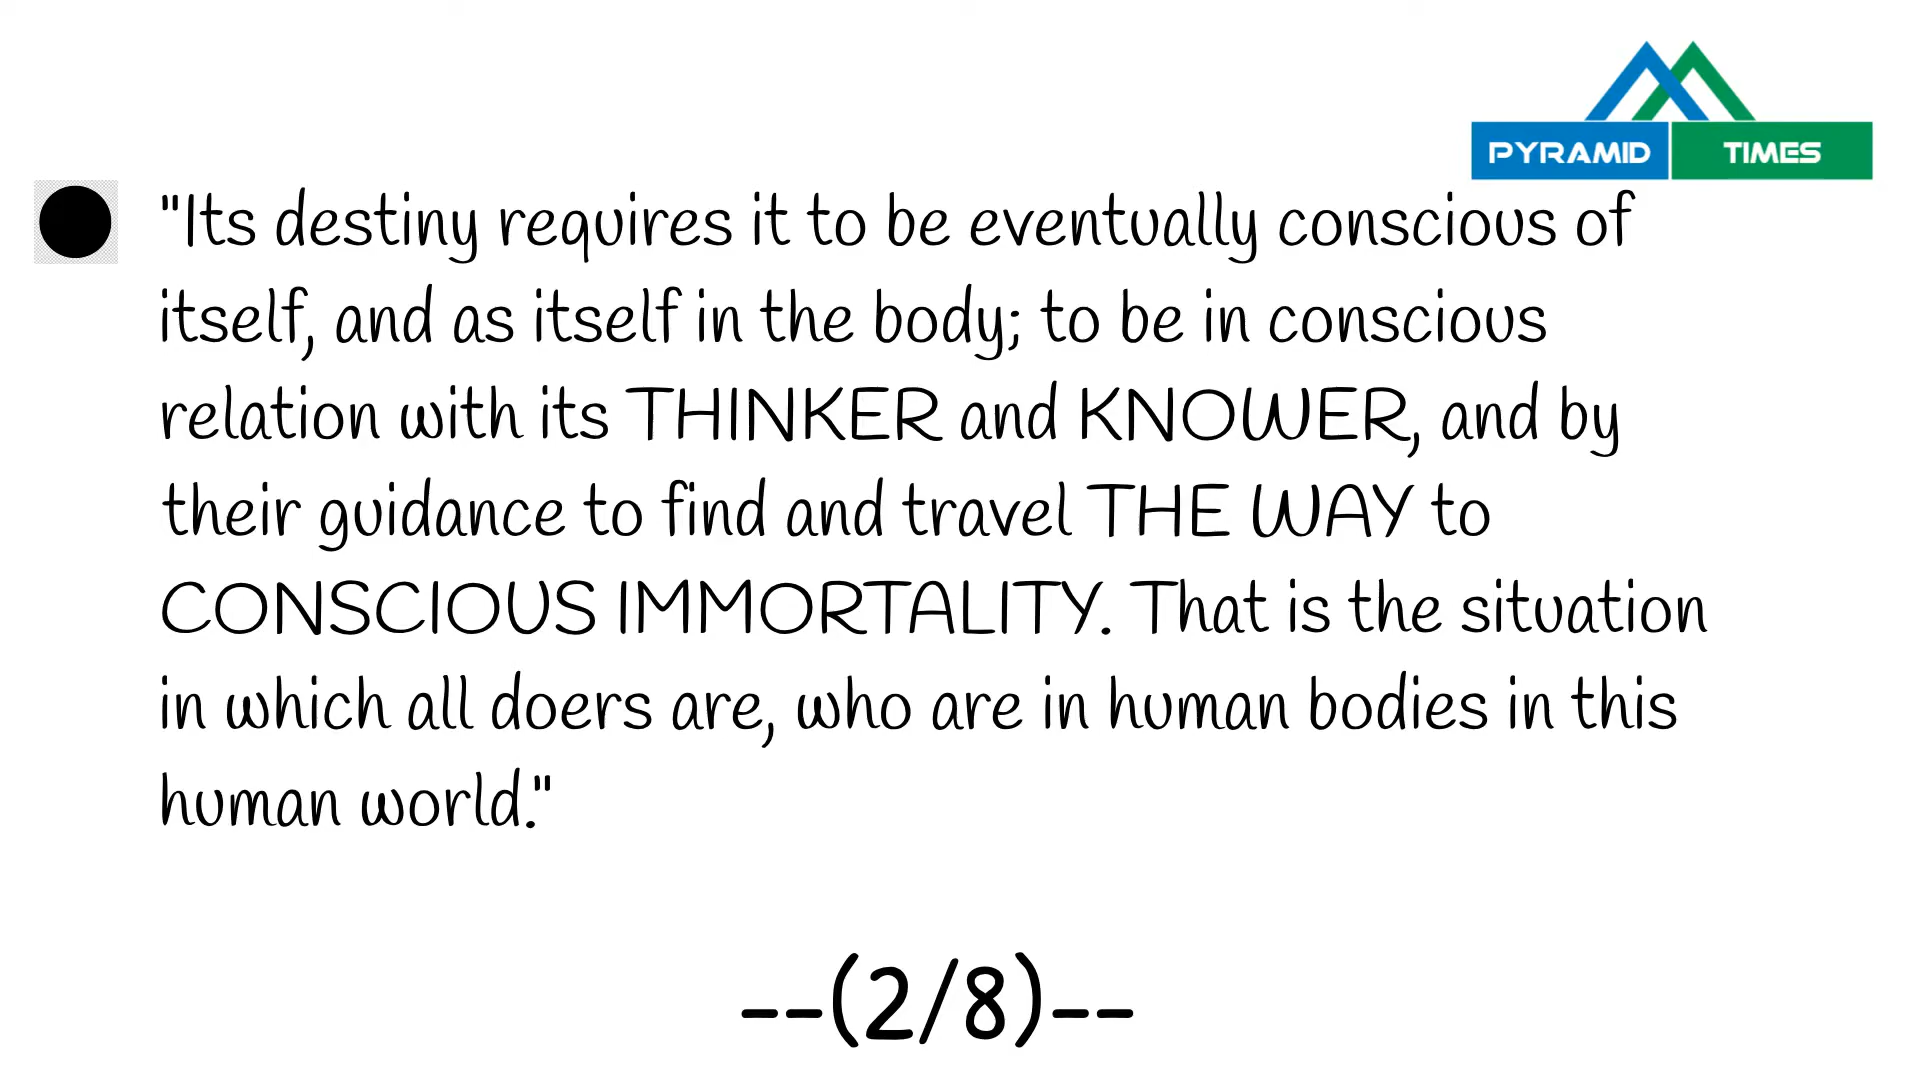 PYRAMID TIMES
"Its destiny requires it to be eventually conscious of
itself, and as itself in the body; to be in conscious
relation with its THINKER and KNOWER, and by
their guidance to find and travel THE WAY to
CONSCIOUS IMMORTALITY. That is the situation
in which all doers are, who are in human bodies in this
human world."
--(2/8)--